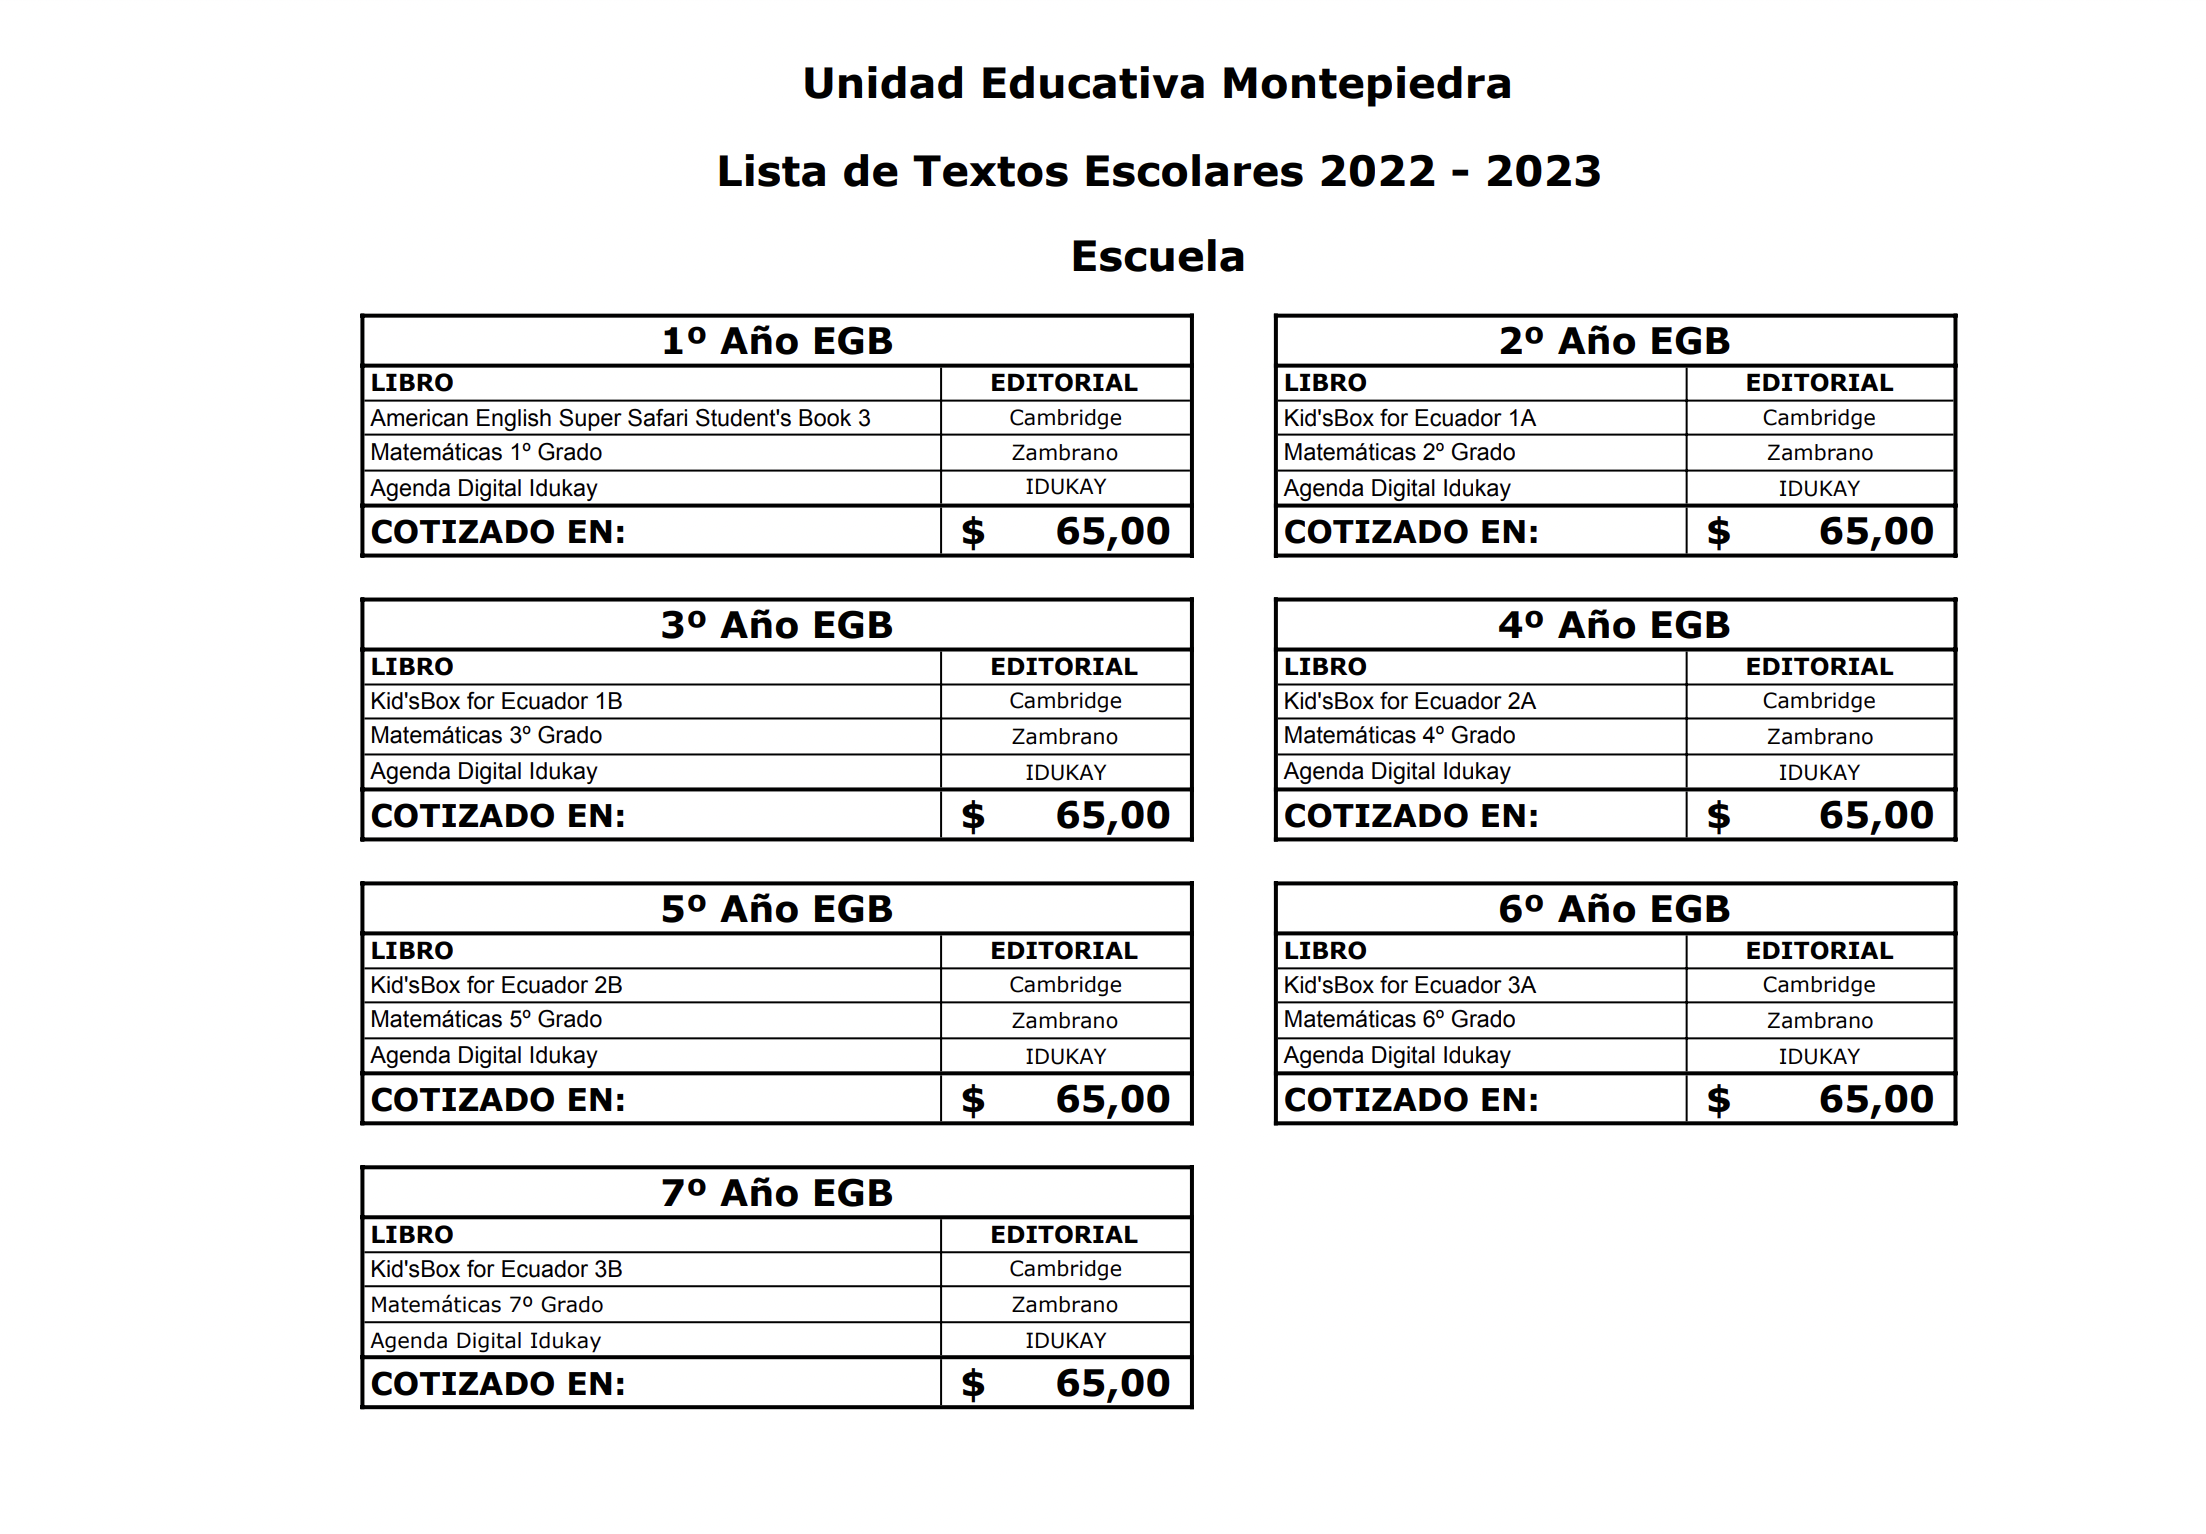 Unidad Educativa Montepiedra
Lista de Textos Escolares 2022 - 2023
Escuela
1º Año EGB
LIBRO EDITORIAL
American English Super Safari Student's Book 3 Cambridge
Matemáticas 1º Grado Zambrano
Agenda Digital Idukay IDUKAY
COTIZADO EN: $ 65,00
2º Año EGB
LIBRO EDITORIAL
Kid'sBox for Ecuador 1A Cambridge
Matemáticas 2º Grado Zambrano
Agenda Digital Idukay IDUKAY
COTIZADO EN: $ 65,00
3º Año EGB
LIBRO EDITORIAL
Kid'sBox for Ecuador 1B Cambridge
Matemáticas 3º Grado Zambrano
Agenda Digital Idukay IDUKAY
COTIZADO EN: $ 65,00
4º Año EGB
LIBRO EDITORIAL
Kid'sBox for Ecuador 2A Cambridge
Matemáticas 4º Grado Zambrano
Agenda Digital Idukay IDUKAY
COTIZADO EN: $ 65,00
5º Año EGB
LIBRO EDITORIAL
Kid'sBox for Ecuador 2B Cambridge
Matemáticas 5º Grado Zambrano
Agenda Digital Idukay IDUKAY
COTIZADO EN: $ 65,00
6º Año EGB
LIBRO EDITORIAL
Kid'sBox for Ecuador 3A Cambridge
Matemáticas 6º Grado Zambrano
Agenda Digital Idukay IDUKAY
COTIZADO EN: $ 65,00
7º Año EGB
LIBRO EDITORIAL
Kid'sBox for Ecuador 3B Cambridge
Matemáticas 7º Grado Zambrano
Agenda Digital Idukay IDUKAY
COTIZADO EN: $ 65,00